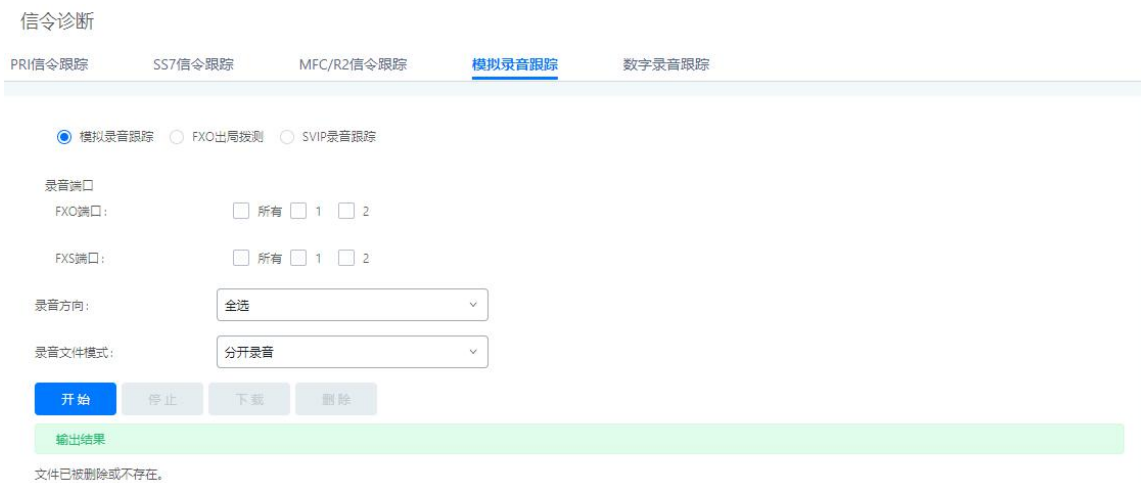 信令诊断
PRI信令跟踪 SS7信令跟踪 MFC/R2信令跟踪 模拟录音跟踪 数字录音跟踪
模拟录音跟踪 FXO出局拨测 SVIP录音跟踪
录音端口
FXO端口: 所有 1 2
FXS端口: 所有 1 2
录音方向: 全选
录音文件模式: 分开录音
开始 停止 下载 删除
输出结果
文件已被删除或不存在。